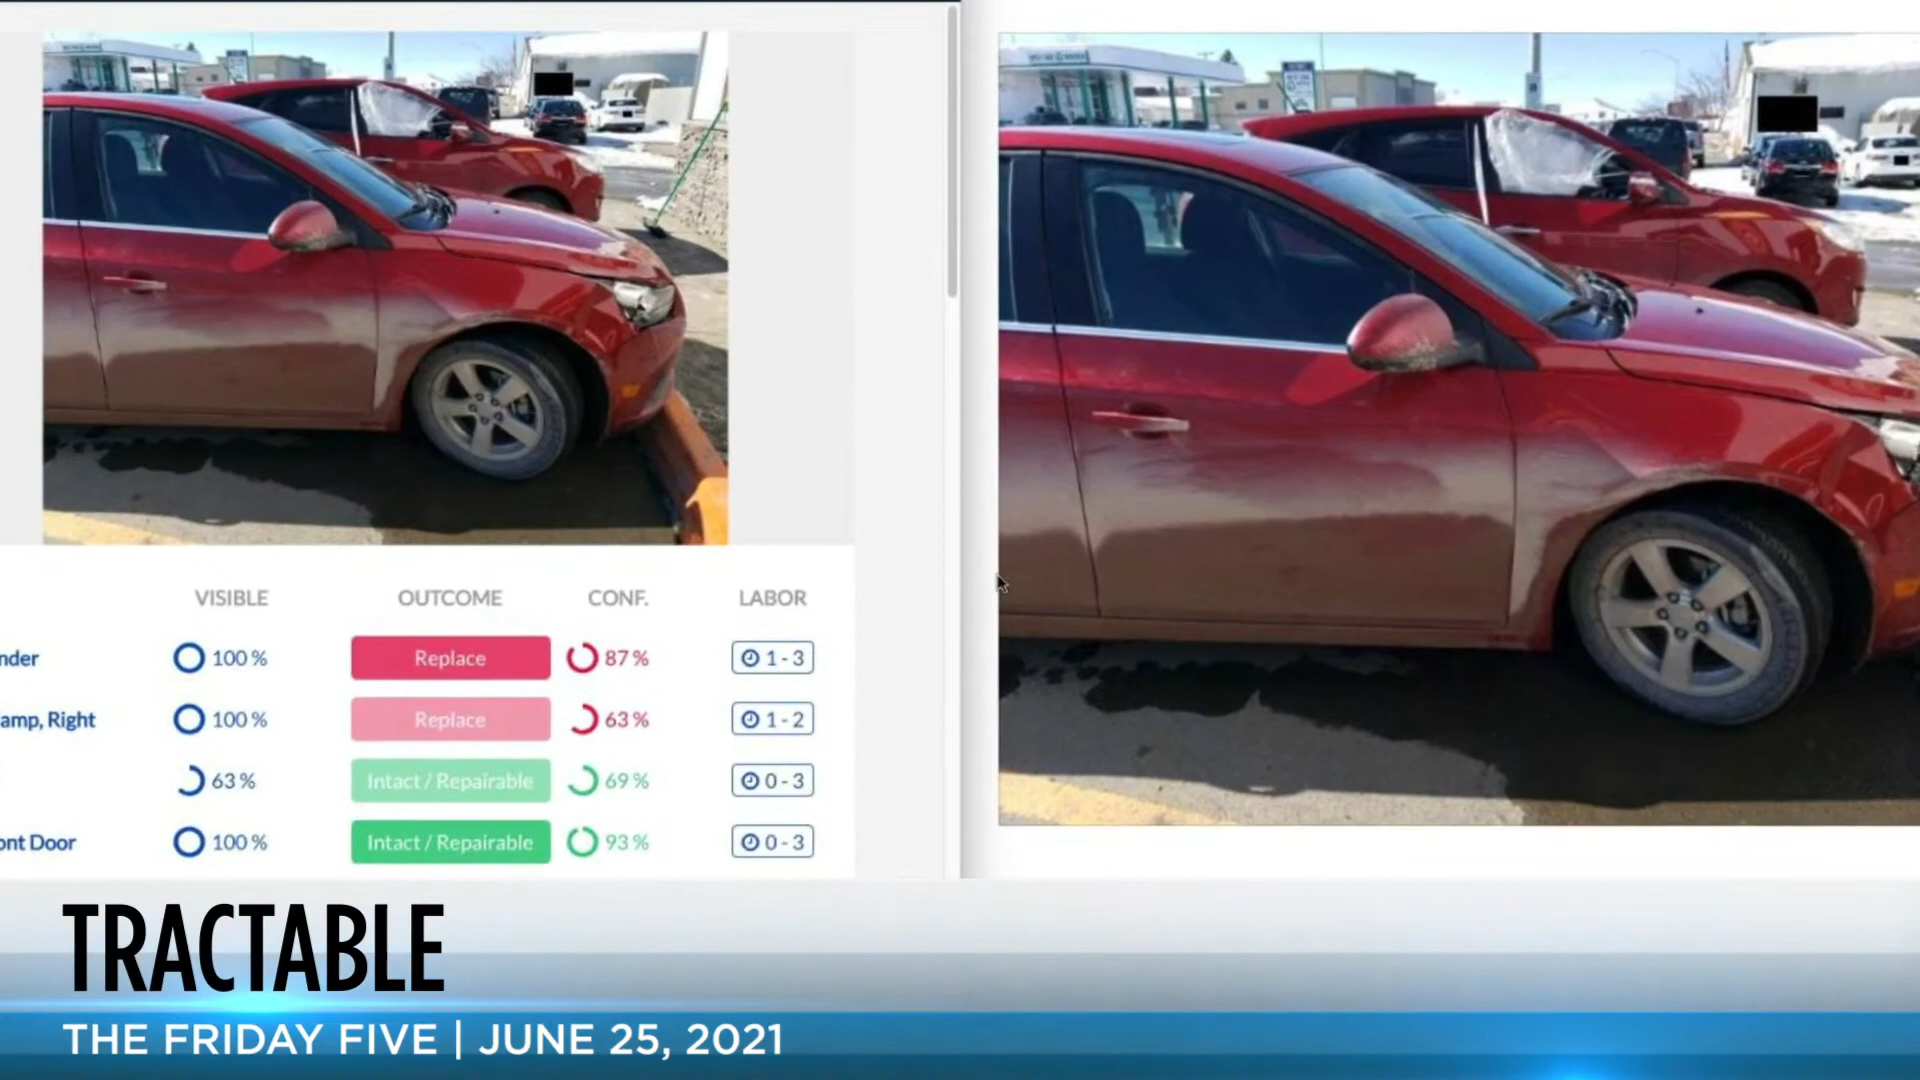 VISIBLE OUTCOME CONF. LABOR
nder 100 % Replace 87 % 1 - 3
amp, Right 100 % Replace 63 % 1 - 2
63 % Intact / Repairable 69 % 0 - 3
ont Door 100 % Intact / Repairable 93 % 0 - 3
TRACTABLE
THE FRIDAY FIVE | JUNE 25, 2021